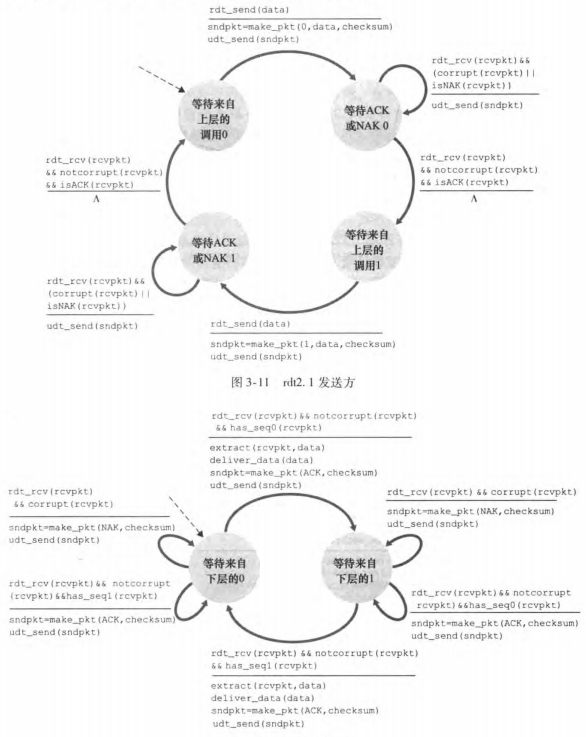 rdt_send(data)
sndpkt=make_pkt(0,data,checksum)
udt_send(sndpkt)
rdt_rcv(rcvpkt)&&
(corrupt(rcvpkt)||
isNAK(rcvpkt))
udt_send(sndpkt)
等待来自
上层的
调用0
等待ACK
或NAK 0
rdt_rcv(rcvpkt)
&& notcorrupt(rcvpkt)
&& isACK(rcvpkt)
Λ
rdt_rcv(rcvpkt)
&& notcorrupt(rcvpkt)
&& isACK(rcvpkt)
Λ
等待ACK
或NAK 1
等待来自
上层的
调用1
rdt_rcv(rcvpkt)&&
(corrupt(rcvpkt)||
isNAK(rcvpkt))
udt_send(sndpkt)
rdt_send(data)
sndpkt=make_pkt(1,data,checksum)
udt_send(sndpkt)
图 3-11 rdt2. 1 发送方
rdt_rcv(rcvpkt)&& notcorrupt(rcvpkt)
&& has_seq0(rcvpkt)
extract(rcvpkt,data)
deliver_data(data)
sndpkt=make_pkt(ACK,checksum)
udt_send(sndpkt)
rdt_rcv(rcvpkt)
&& corrupt(rcvpkt)
sndpkt=make_pkt(NAK,checksum)
udt_send(sndpkt)
rdt_rcv(rcvpkt) && corrupt(rcvpkt)
sndpkt=make_pkt(NAK,checksum)
udt_send(sndpkt)
等待来自
下层的0
等待来自
下层的1
rdt_rcv(rcvpkt)&& notcorrupt
(rcvpkt)&&has_seq1(rcvpkt)
sndpkt=make_pkt(ACK,checksum)
udt_send(sndpkt)
rdt_rcv(rcvpkt)&& notcorrupt
rcvpkt)&&has_seq0(rcvpkt)
sndpkt=make_pkt(ACK,checksum)
udt_send(sndpkt)
rdt_rcv(rcvpkt) && notcorrupt(rcvpkt)
&& has_seq1(rcvpkt)
extract(rcvpkt,data)
deliver_data(data)
sndpkt=make_pkt(ACK,checksum)
udt_send(sndpkt)